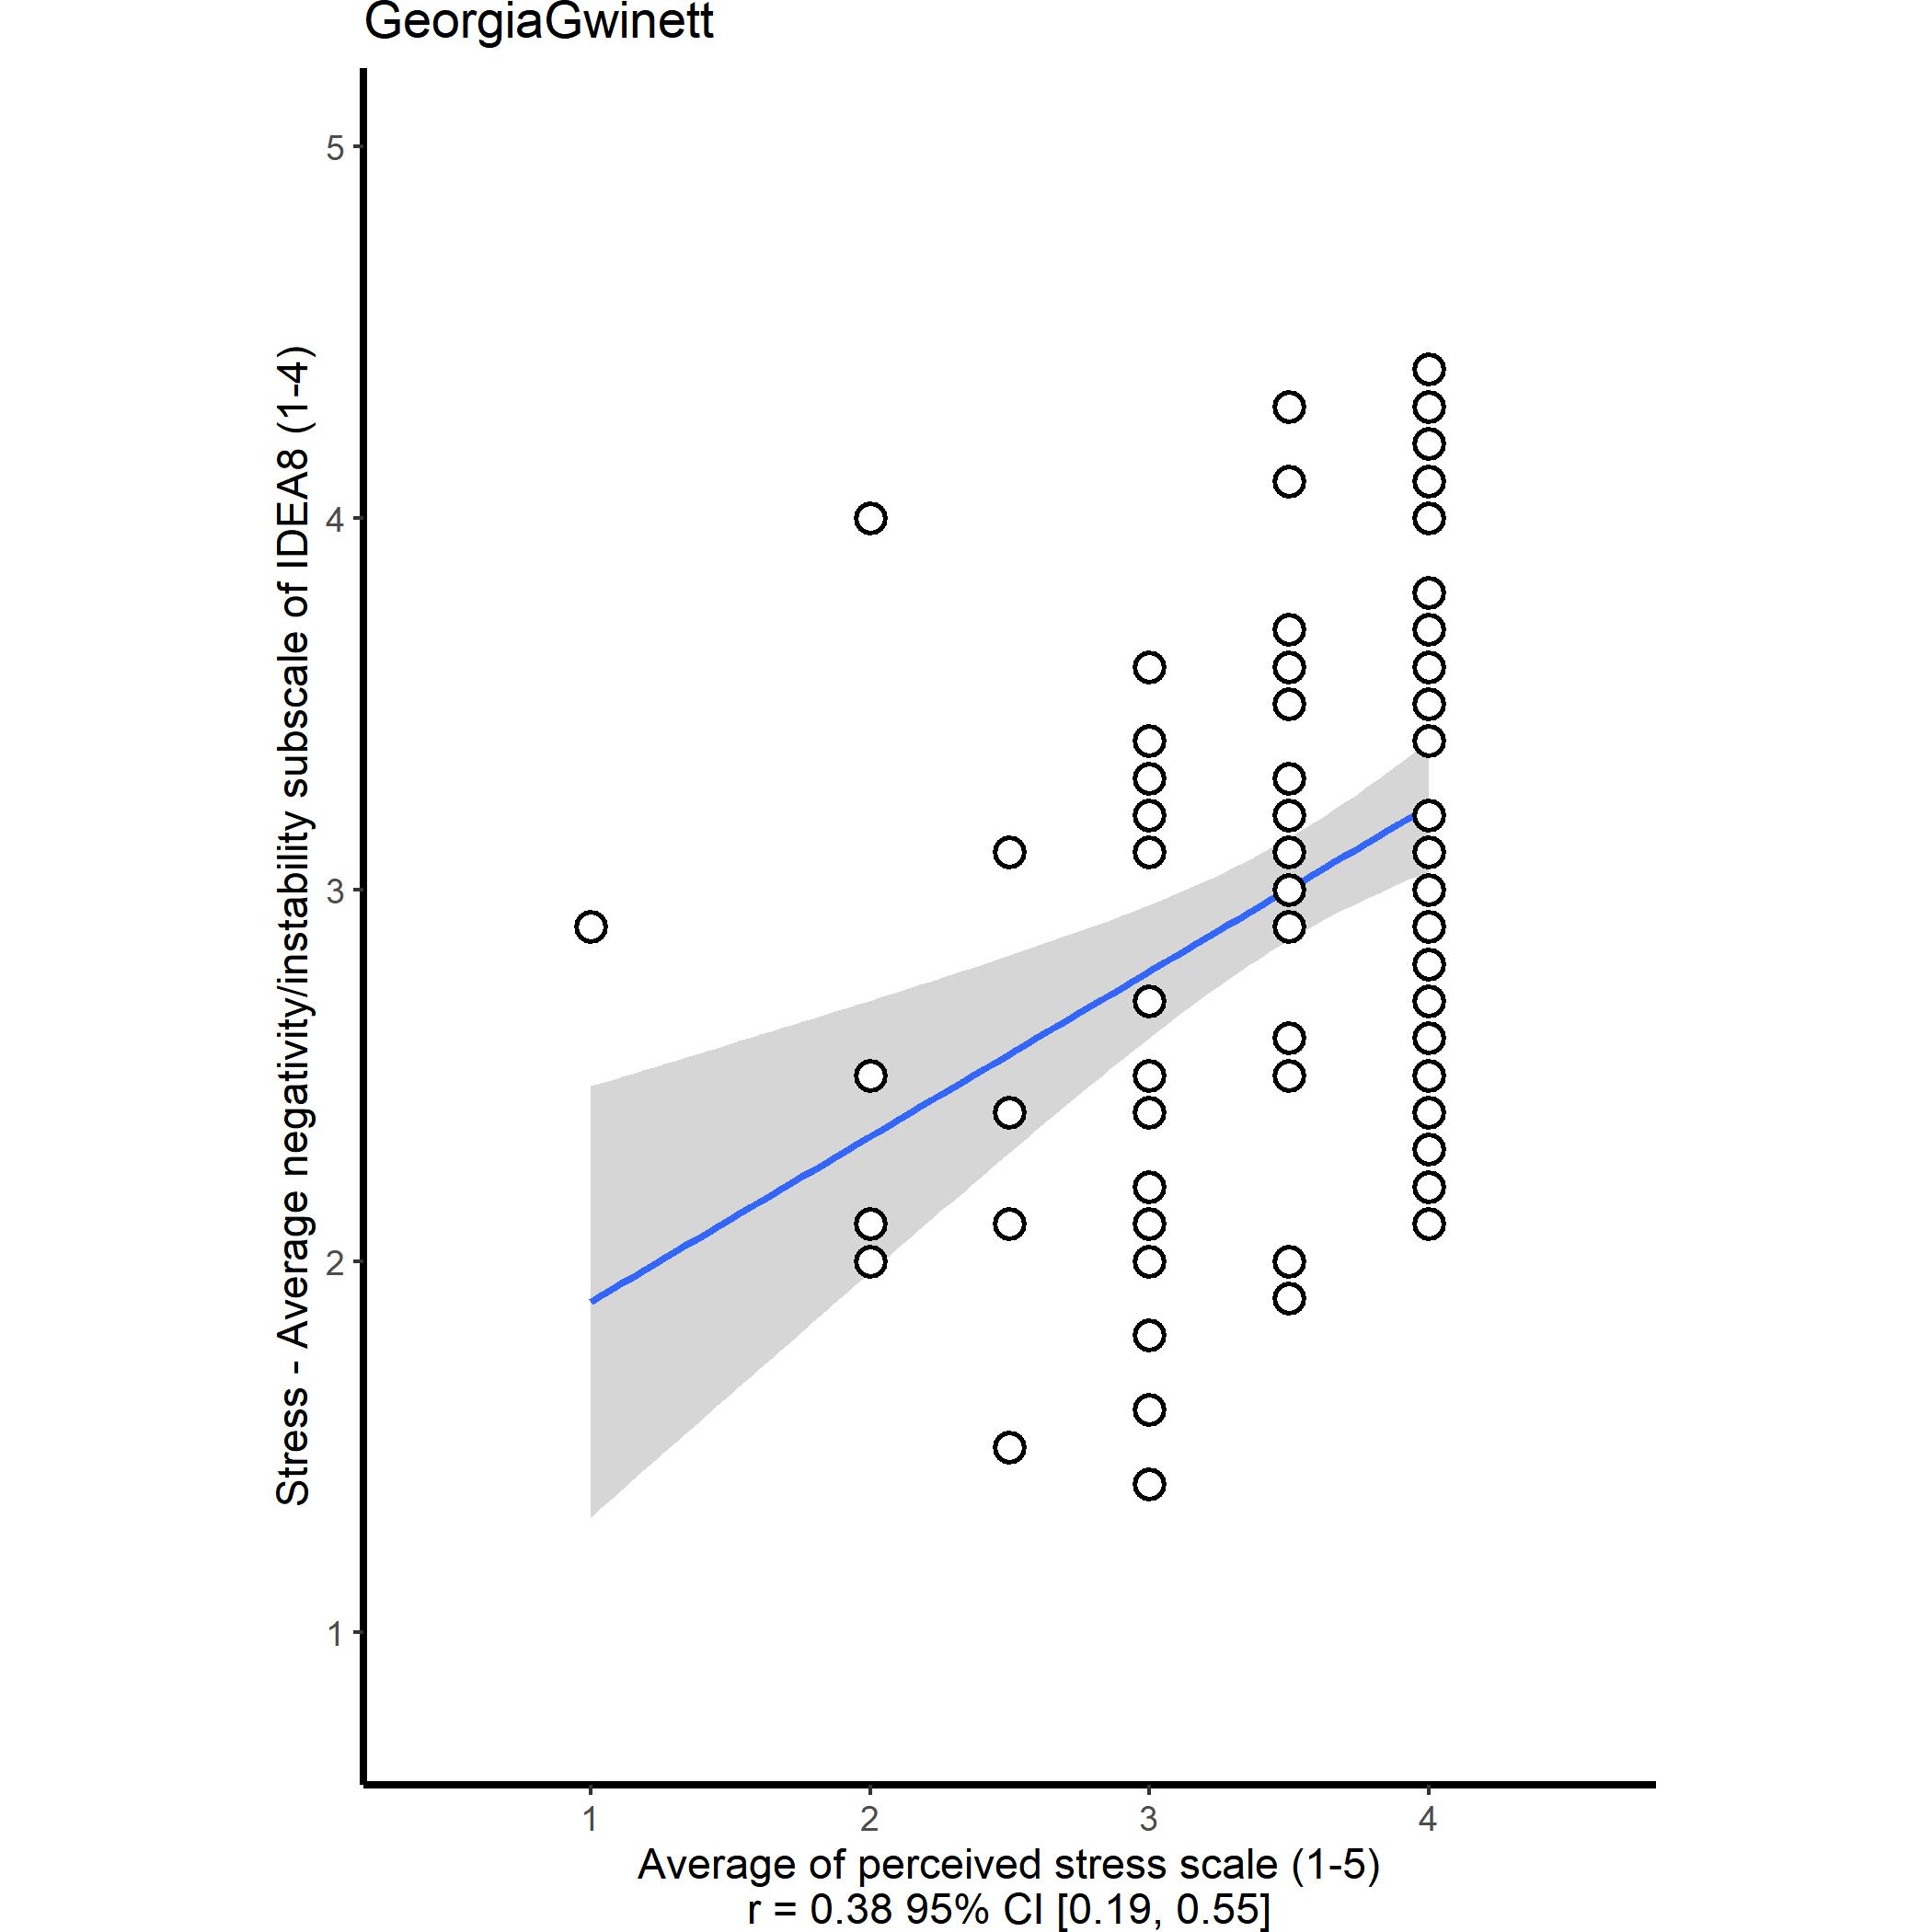 GeorgiaGwinett
Stress - Average negativity/instability subscale of IDEA8 (1-4)
5
4
3
2
1
1 2 3 4
Average of perceived stress scale (1-5)
r = 0.38 95% CI [0.19, 0.55]